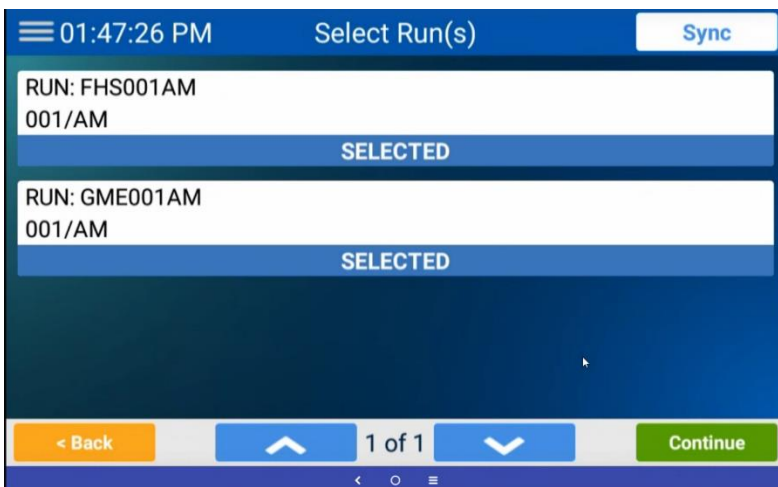 01:47:26 PM Select Run(s) Sync
RUN: FHS001AM
001/AM
SELECTED
RUN: GME001AM
001/AM
SELECTED
< Back 1 of 1 Continue